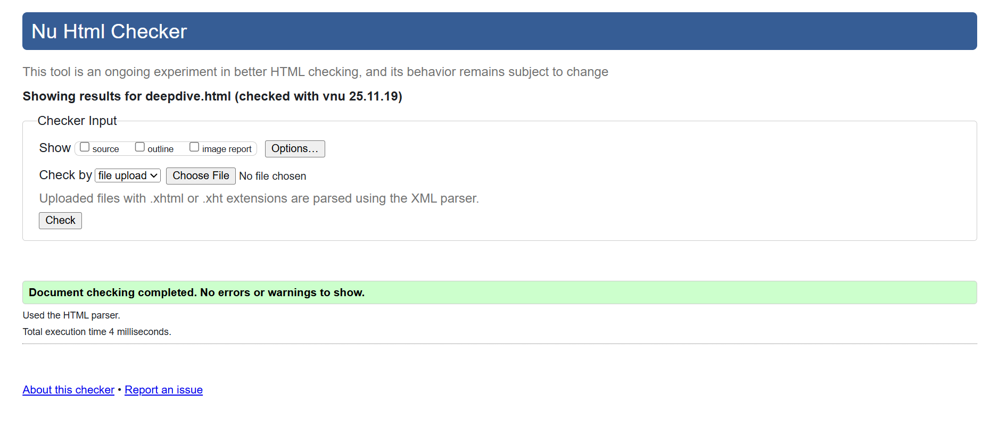 Nu Html Checker
This tool is an ongoing experiment in better HTML checking, and its behavior remains subject to change
Showing results for deepdive.html (checked with vnu 25.11.19)
Checker Input
Show source outline image report Options…
Check by file upload Choose File No file chosen
Uploaded files with .xhtml or .xht extensions are parsed using the XML parser.
Check
Document checking completed. No errors or warnings to show.
Used the HTML parser.
Total execution time 4 milliseconds.
About this checker • Report an issue